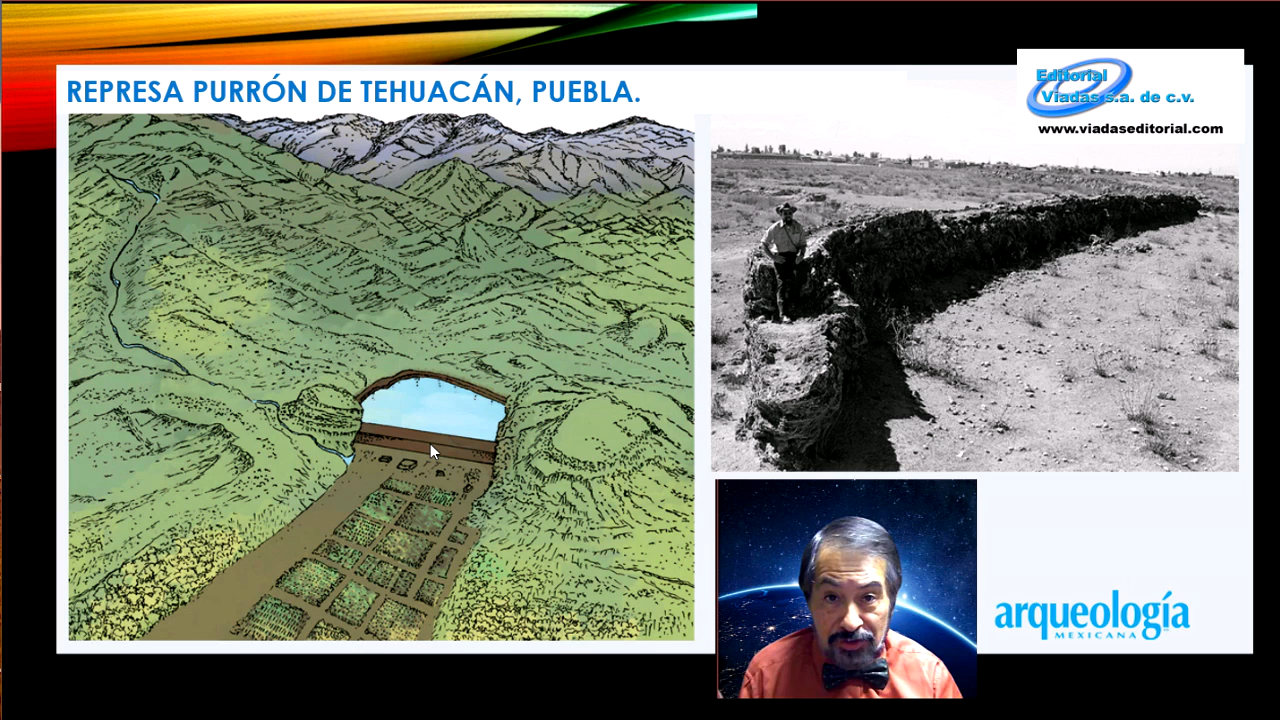 REPRESA PURRÓN DE TEHUACÁN, PUEBLA.
Editorial
Viadas s.a. de c.v.
www.viadaseditorial.com
arqueología
MEXICANA